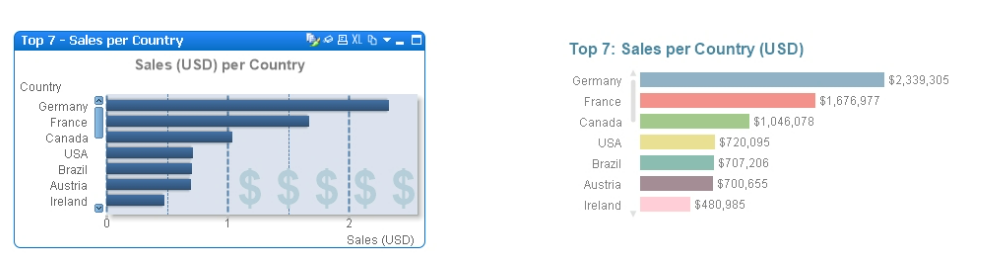 Top 7 - Sales per Country
XL
Sales (USD) per Country
Country
Germany
France
Canada
USA
Brazil
Austria
Ireland
$ $ $ $ $
0 1 2
Sales (USD)
Top 7: Sales per Country (USD)
Germany $2,339,305
France $1,676,977
Canada $1,046,078
USA $720,095
Brazil $707,206
Austria $700,655
Ireland $480,985